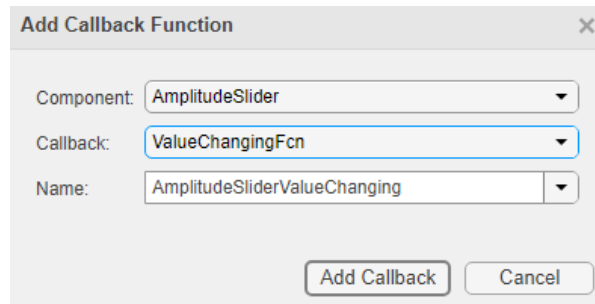 Add Callback Function
Component: AmplitudeSlider
Callback: ValueChangingFcn
Name: AmplitudeSliderValueChanging
Add Callback Cancel